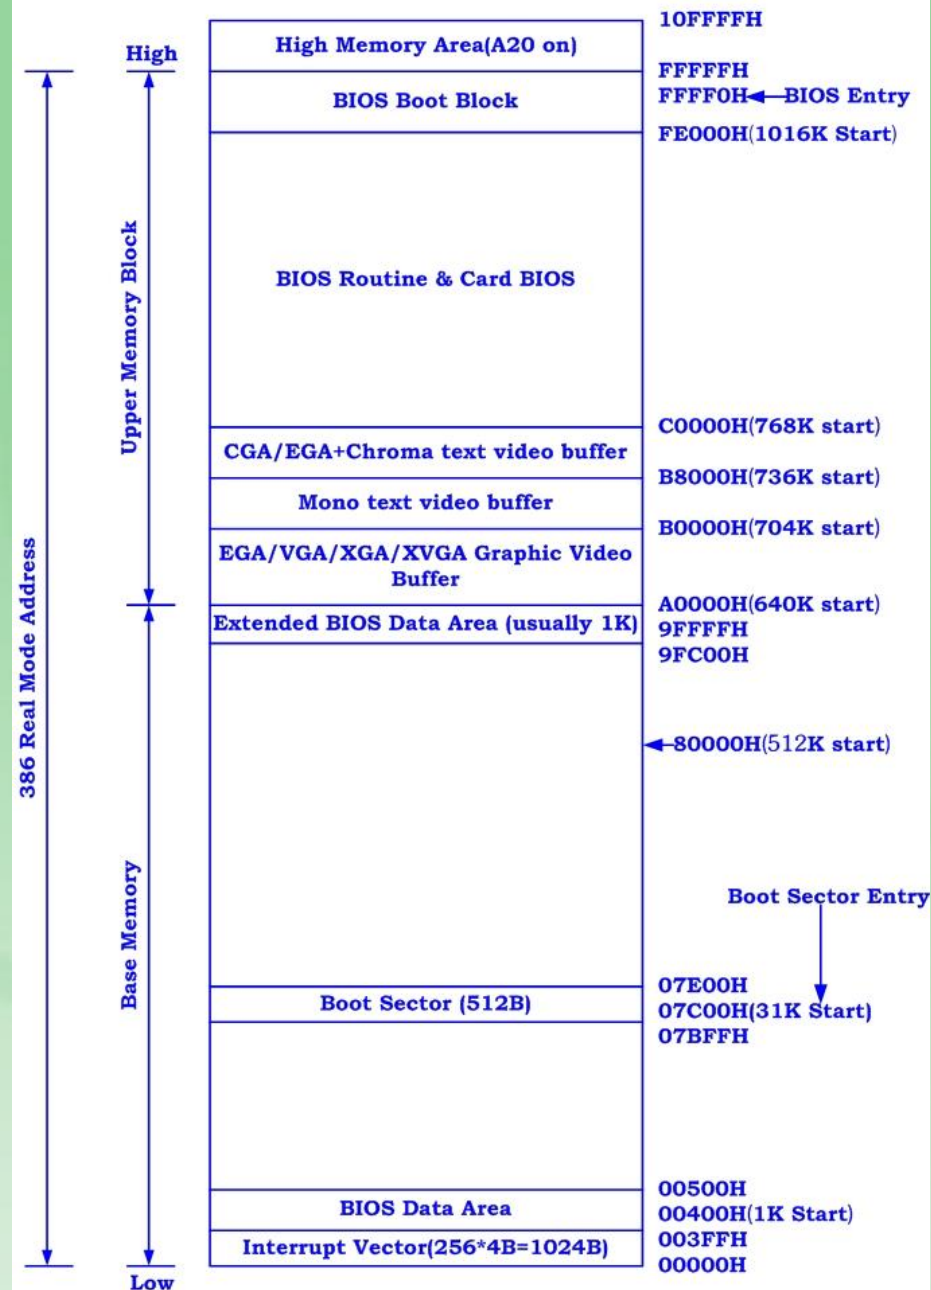 10FFFFH
High Memory Area(A20 on)
High
FFFFFH
BIOS Boot Block
FFFF0H
BIOS Entry
FE000H(1016K Start)
Upper Memory Block
BIOS Routine & Card BIOS
C0000H(768K start)
CGA/EGA+Chroma text video buffer
B8000H(736K start)
Mono text video buffer
B0000H(704K start)
EGA/VGA/XGA/XVGA Graphic Video
Buffer
386 Real Mode Address
A0000H(640K start)
Extended BIOS Data Area (usually 1K)
9FFFFH
9FC00H
80000H(512K start)
Base Memory
Boot Sector Entry
07E00H
Boot Sector (512B)
07C00H(31K Start)
07BFFH
00500H
BIOS Data Area
00400H(1K Start)
003FFH
Interrupt Vector(256*4B=1024B)
00000H
Low